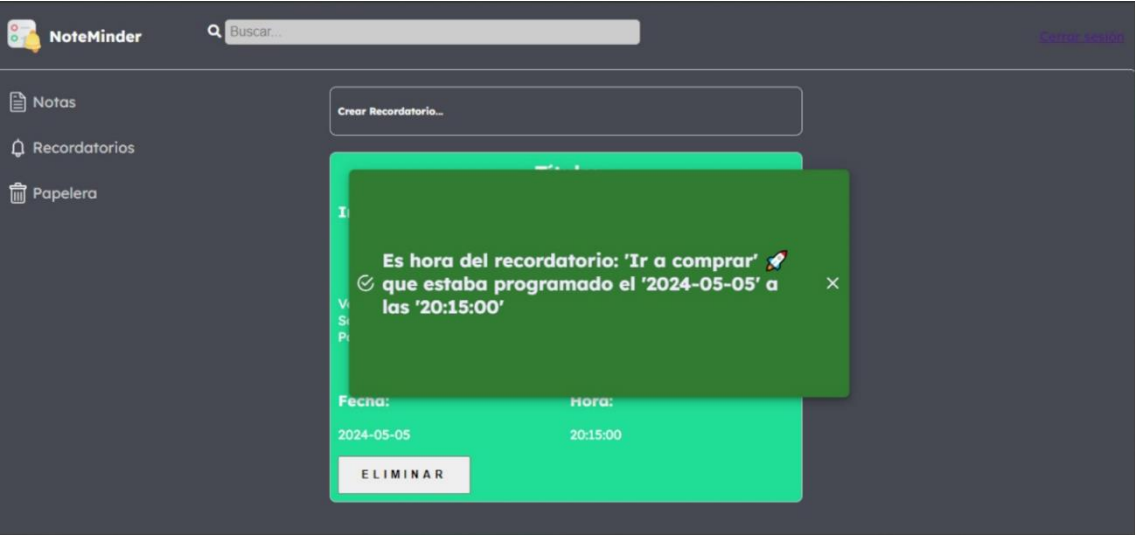 NoteMinder
Buscar...
Cerrar sesión
Notas
Recordatorios
Papelera
Crear Recordatorio...
Es hora del recordatorio: 'Ir a comprar' 🚀
que estaba programado el '2024-05-05' a
las '20:15:00'
Fecha: Hora:
2024-05-05 20:15:00
ELIMINAR